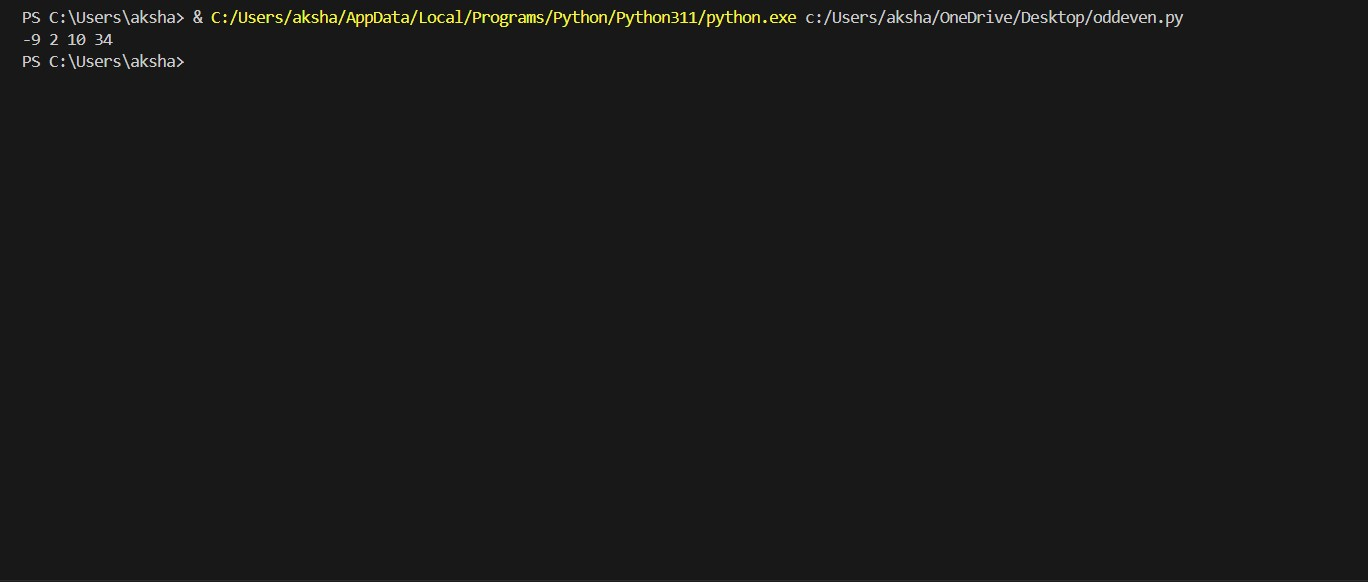 PS C:\Users\aksha> & C:/Users/aksha/AppData/Local/Programs/Python/Python311/python.exe c:/Users/aksha/OneDrive/Desktop/oddeven.py
-9 2 10 34
PS C:\Users\aksha>